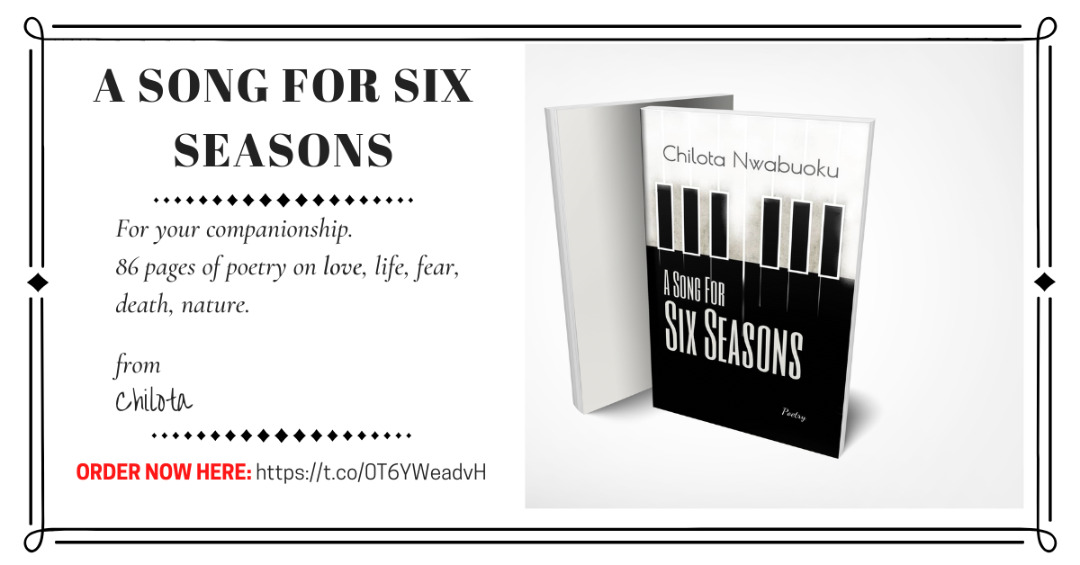 A SONG FOR SIX
SEASONS
For your companionship.
86 pages of poetry on love, life, fear,
death, nature.
from
Chilota
ORDER NOW HERE: https://t.co/0T6YWeadvH
Chilota Nwabuoku
A SONG FOR
SIX SEASONS
Poetry